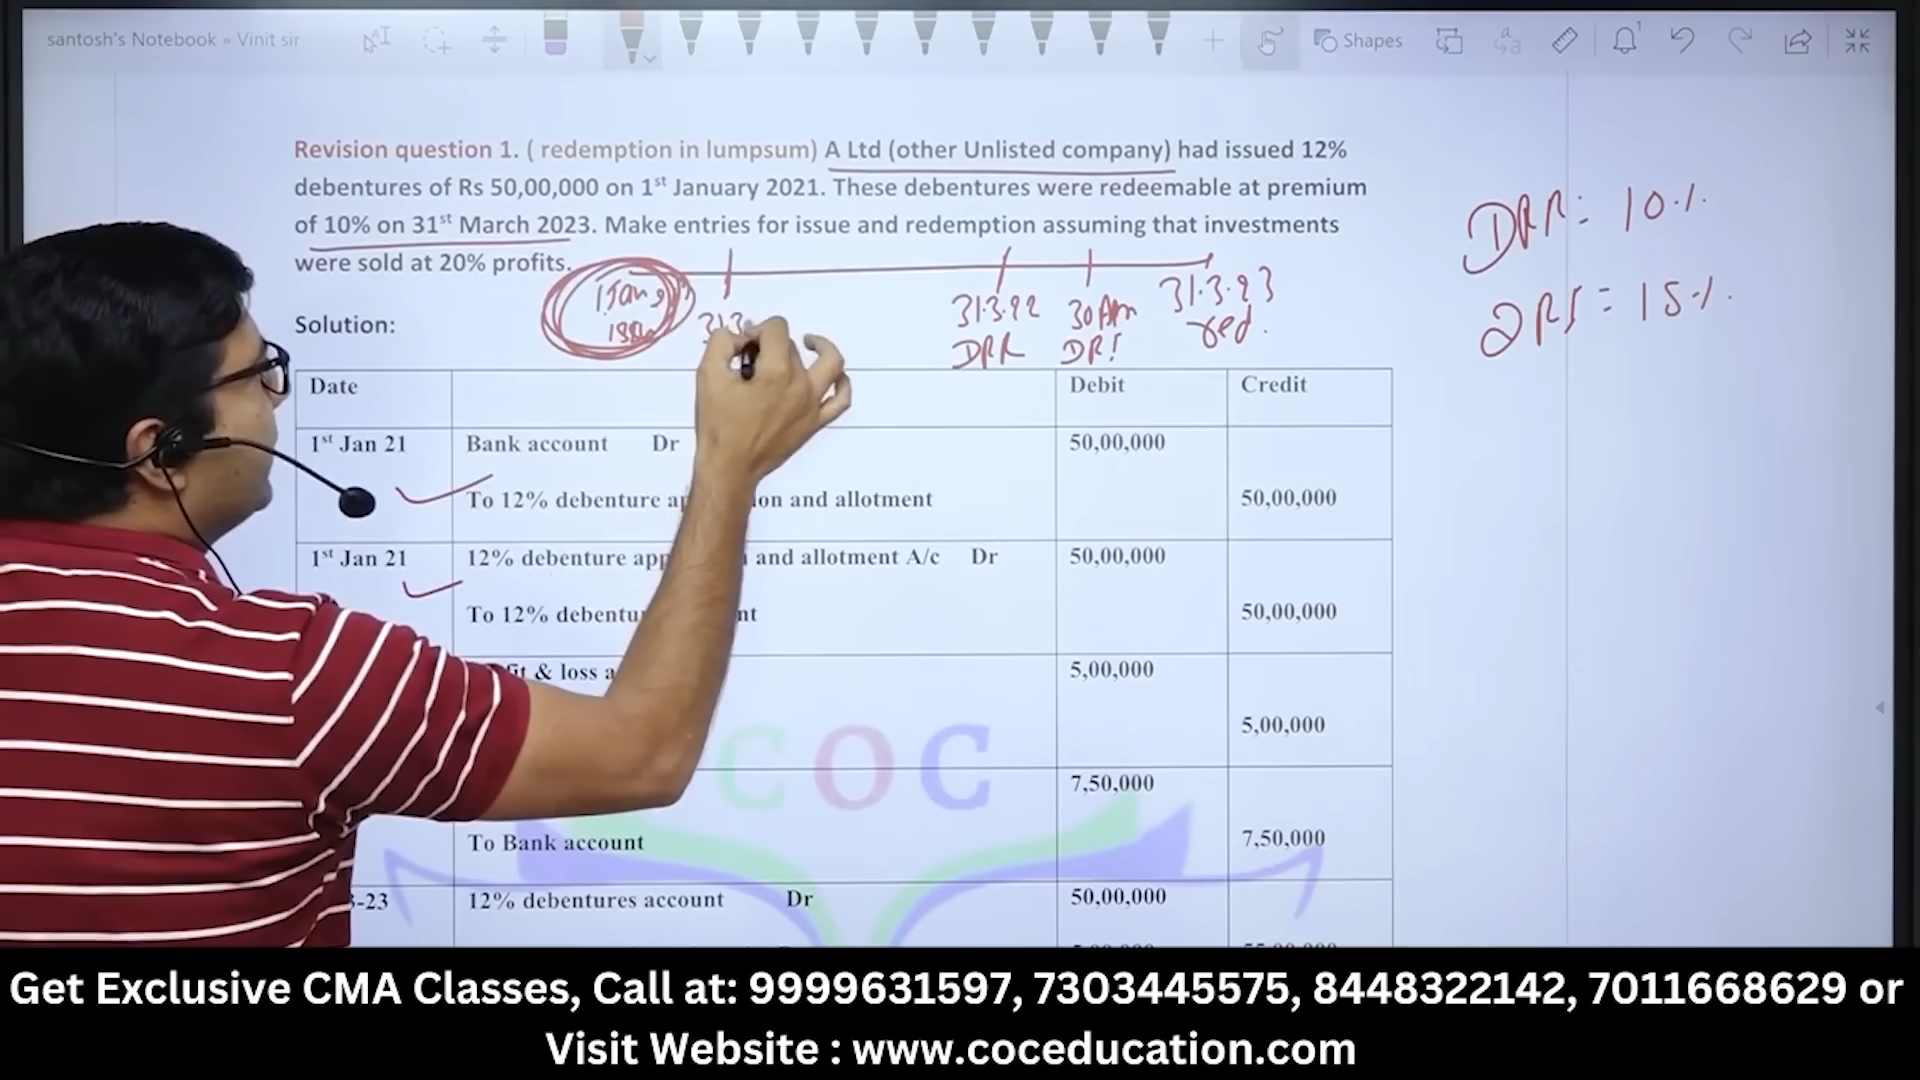 santosh's Notebook » Vinit sir
Shapes
Revision question 1. ( redemption in lumpsum) A Ltd (other Unlisted company) had issued 12%
debentures of Rs 50,00,000 on 1st January 2021. These debentures were redeemable at premium
of 10% on 31st March 2023. Make entries for issue and redemption assuming that investments
were sold at 20% profits.
DRR: 10%
DRI = 15%
1 Jan
31.3
31.3.22
DRR
DRI
31.3.23
red.
Solution:
Date Debit Credit
1st Jan 21 Bank account Dr 50,00,000
To 12% debenture and allotment 50,00,000
1st Jan 21 12% debenture and allotment A/c Dr 50,00,000
To 12% 50,00,000
& loss 5,00,000
5,00,000
7,50,000
To Bank account 7,50,000
-23 12% debentures account Dr 50,00,000
COC
Get Exclusive CMA Classes, Call at: 9999631597, 7303445575, 8448322142, 7011668629 or
Visit Website : www.coceducation.com